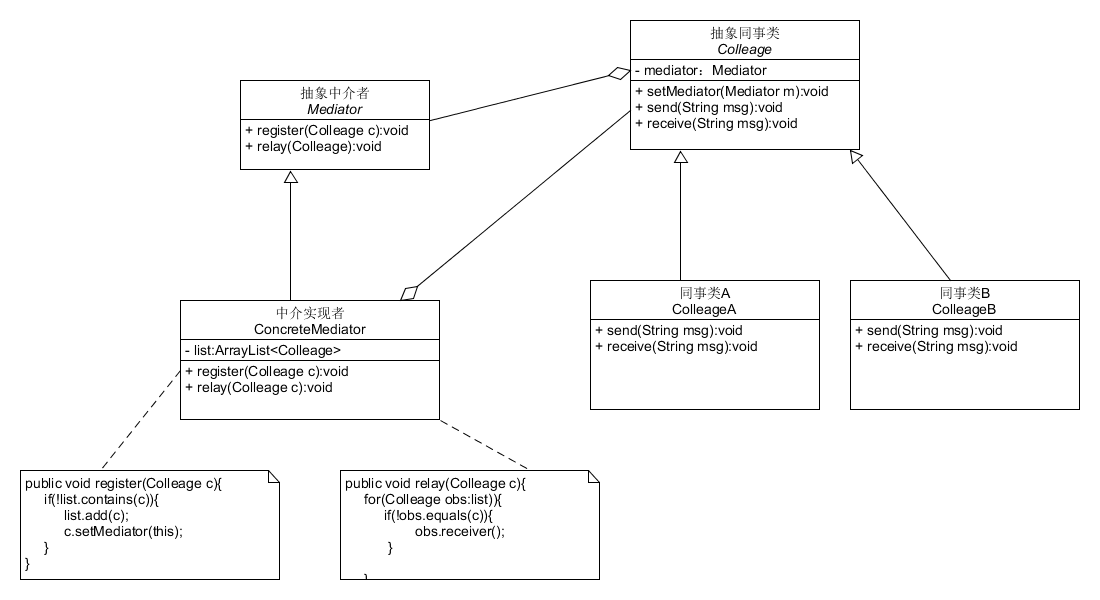 抽象同事类
Colleage
- mediator：Mediator
+ setMediator(Mediator m):void
+ send(String msg):void
+ receive(String msg):void
抽象中介者
Mediator
+ register(Colleage c):void
+ relay(Colleage):void
中介实现者
ConcreteMediator
- list:ArrayList<Colleage>
+ register(Colleage c):void
+ relay(Colleage c):void
同事类A
ColleageA
+ send(String msg):void
+ receive(String msg):void
同事类B
ColleageB
+ send(String msg):void
+ receive(String msg):void
public void register(Colleage c){
if(!list.contains(c)){
list.add(c);
c.setMediator(this);
}
}
public void relay(Colleage c){
for(Colleage obs:list)){
if(!obs.equals(c)){
obs.receiver();
}
}